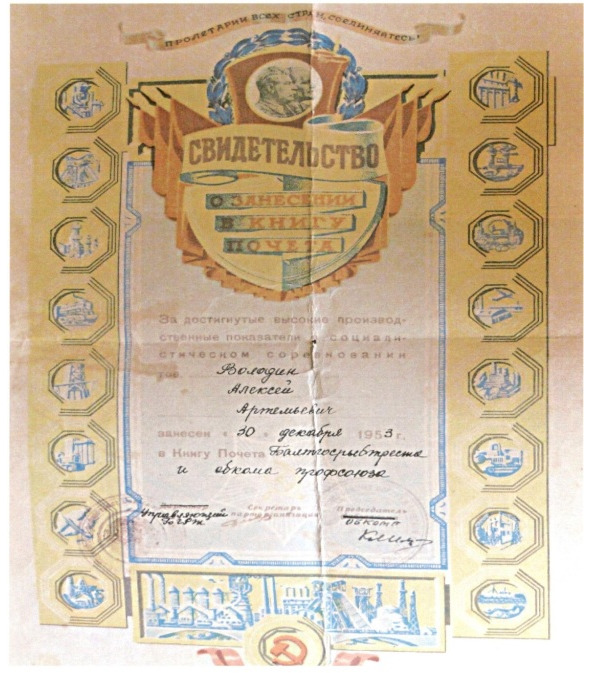 ПРОЛЕТАРИИ ВСЕХ СТРАН, СОЕДИНЯЙТЕСЬ!
СВИДЕТЕЛЬСТВО
О ЗАНЕСЕНИИ
В КНИГУ
ПОЧЕТА
За достигнутые высокие производ-
ственные показатели в социали-
стическом соревновании
тов. Володин
Алексей
Артемьевич
занесен « 30 » декабря 1953 г.
в Книгу Почета Балтгосрыбтреста
и обкома профсоюза
Управляющий
Секретарь
парторганизации
Председатель
обкома